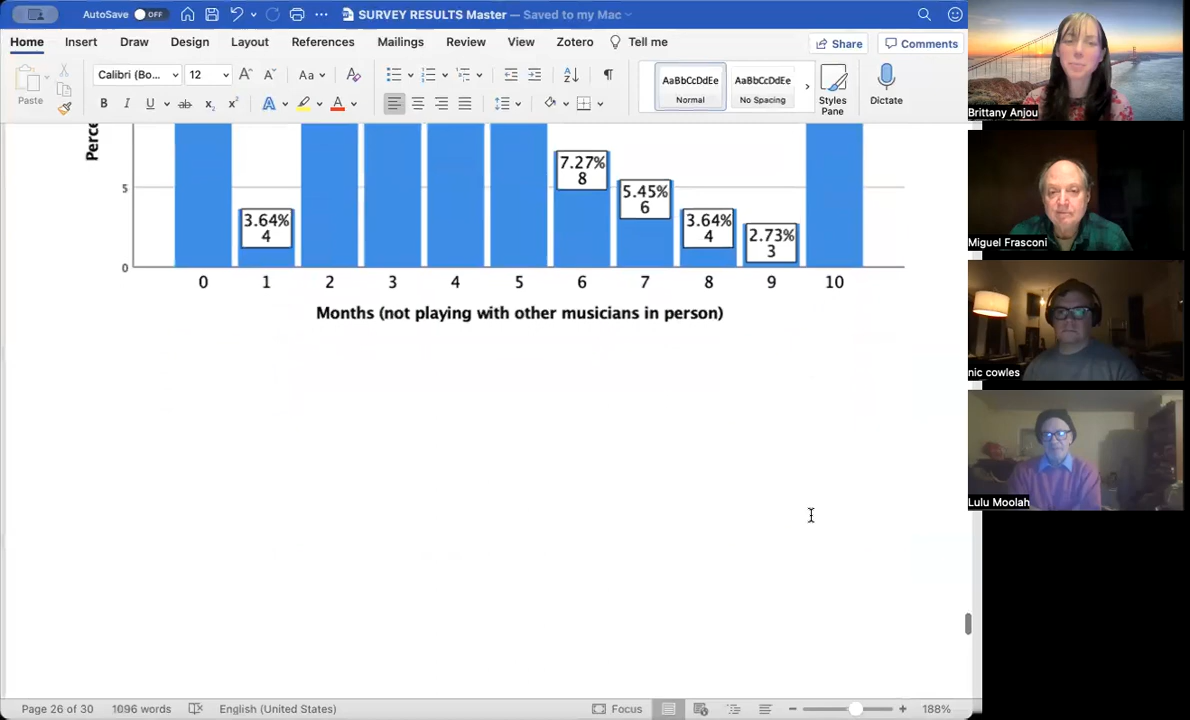 AutoSave OFF SURVEY RESULTS Master — Saved to my Mac
Home Insert Draw Design Layout References Mailings Review View Zotero Tell me Share Comments
Paste Calibri (Bo... 12 A A Aa A AaBbCcDdEe Normal AaBbCcDdEe No Spacing Styles Pane Dictate
B I U ab x₂ x² A A
Perce
5
7.27%
8
5.45%
6
3.64%
4
3.64%
4
2.73%
3
0
0 1 2 3 4 5 6 7 8 9 10
Months (not playing with other musicians in person)
Page 26 of 30 1096 words English (United States) Focus 188%
Brittany Anjou
Miguel Frasconi
nic cowles
Lulu Moolah